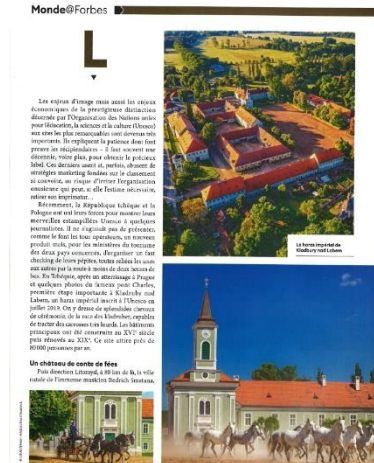 Monde@Forbes
L
Les enjeux d'image mais aussi les enjeux
économiques de la prestigieuse distinction
décernée par l'Organisation des Nations unies
pour l'éducation, la science et la culture (Unesco)
aux sites les plus remarquables sont devenus très
importants. Ils expliquent la patience dont font
preuve les récipiendaires – il faut souvent une
décennie, voire plus, pour obtenir le précieux
label. Ces derniers usent et, parfois, abusent de
stratégies marketing fondées sur le classement
si convoité, au risque d'irriter l'organisation
onusienne qui peut, si elle l'estime nécessaire,
retirer son imprimatur…
Récemment, la République tchèque et la
Pologne ont uni leurs forces pour montrer leurs
merveilles estampillées Unesco à quelques
journalistes. Il ne s'agissait pas de présenter,
comme le font les tour opérateurs, un nouveau
produit mais, pour les ministères du tourisme
des deux pays concernés, d'organiser un fact
checking de leurs pépites, toutes reliées les unes
aux autres par la route à moins de deux heures de
bus. En Tchéquie, après un atterrissage à Prague
et quelques photos du fameux pont Charles,
première étape importante à Kladruby nad
Labem, un haras impérial inscrit à l'Unesco en
juillet 2019. On y dresse de splendides chevaux
de cérémonie, de la race des kladruber, capables
de tracter des carrosses très lourds. Les bâtiments
principaux ont été construits au XVIe siècle
puis rénovés au XIXe. Ce site attire près de
80 000 personnes par an.
Un château de conte de fées
Puis direction Litomysl, à 80 km de là, la ville
natale de l'immense musicien Bedrich Smetana.
Le haras impérial de
Kladruby nad Labem